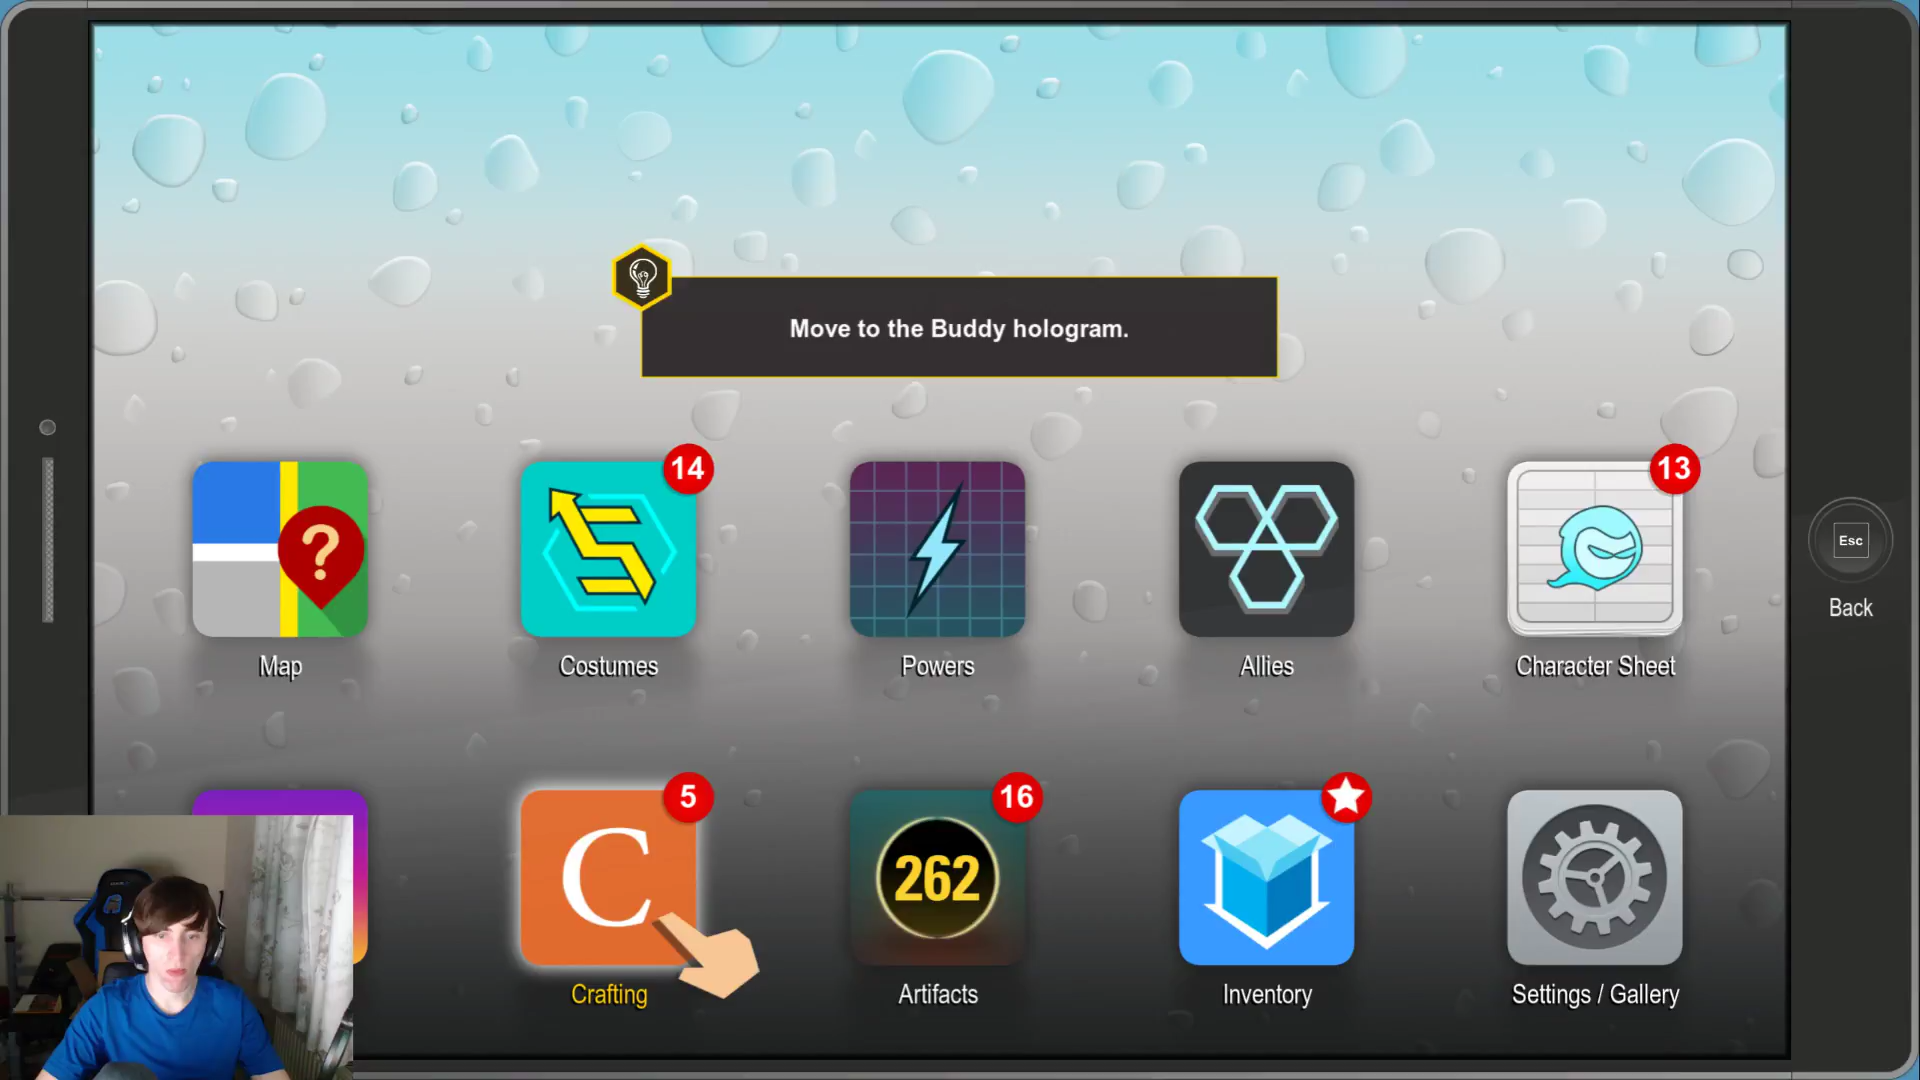 Move to the Buddy hologram.
14
13
Esc
Map
Costumes
Powers
Allies
Character Sheet
Back
5
16
C
262
Crafting
Artifacts
Inventory
Settings / Gallery